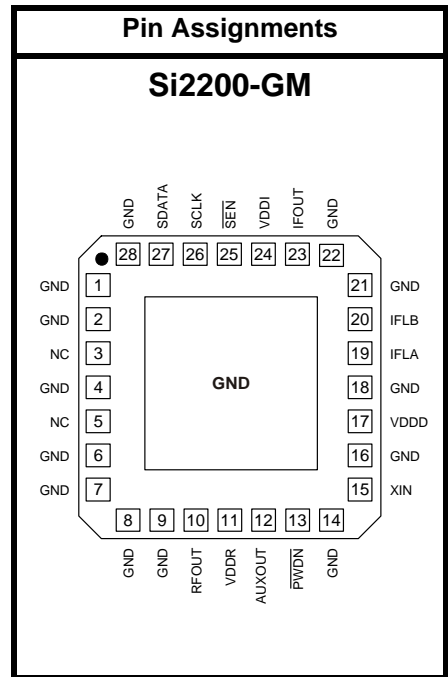 Pin Assignments
Si2200-GM
GND SDATA SCLK SEN VDDI IFOUT GND
28 27 26 25 24 23 22
GND 1 21 GND
GND 2 20 IFLB
NC 3 19 IFLA
GND 4 GND 18 GND
NC 5 17 VDDD
GND 6 16 GND
GND 7 15 XIN
8 9 10 11 12 13 14
GND GND RFOUT VDDR AUXOUT PWDN GND